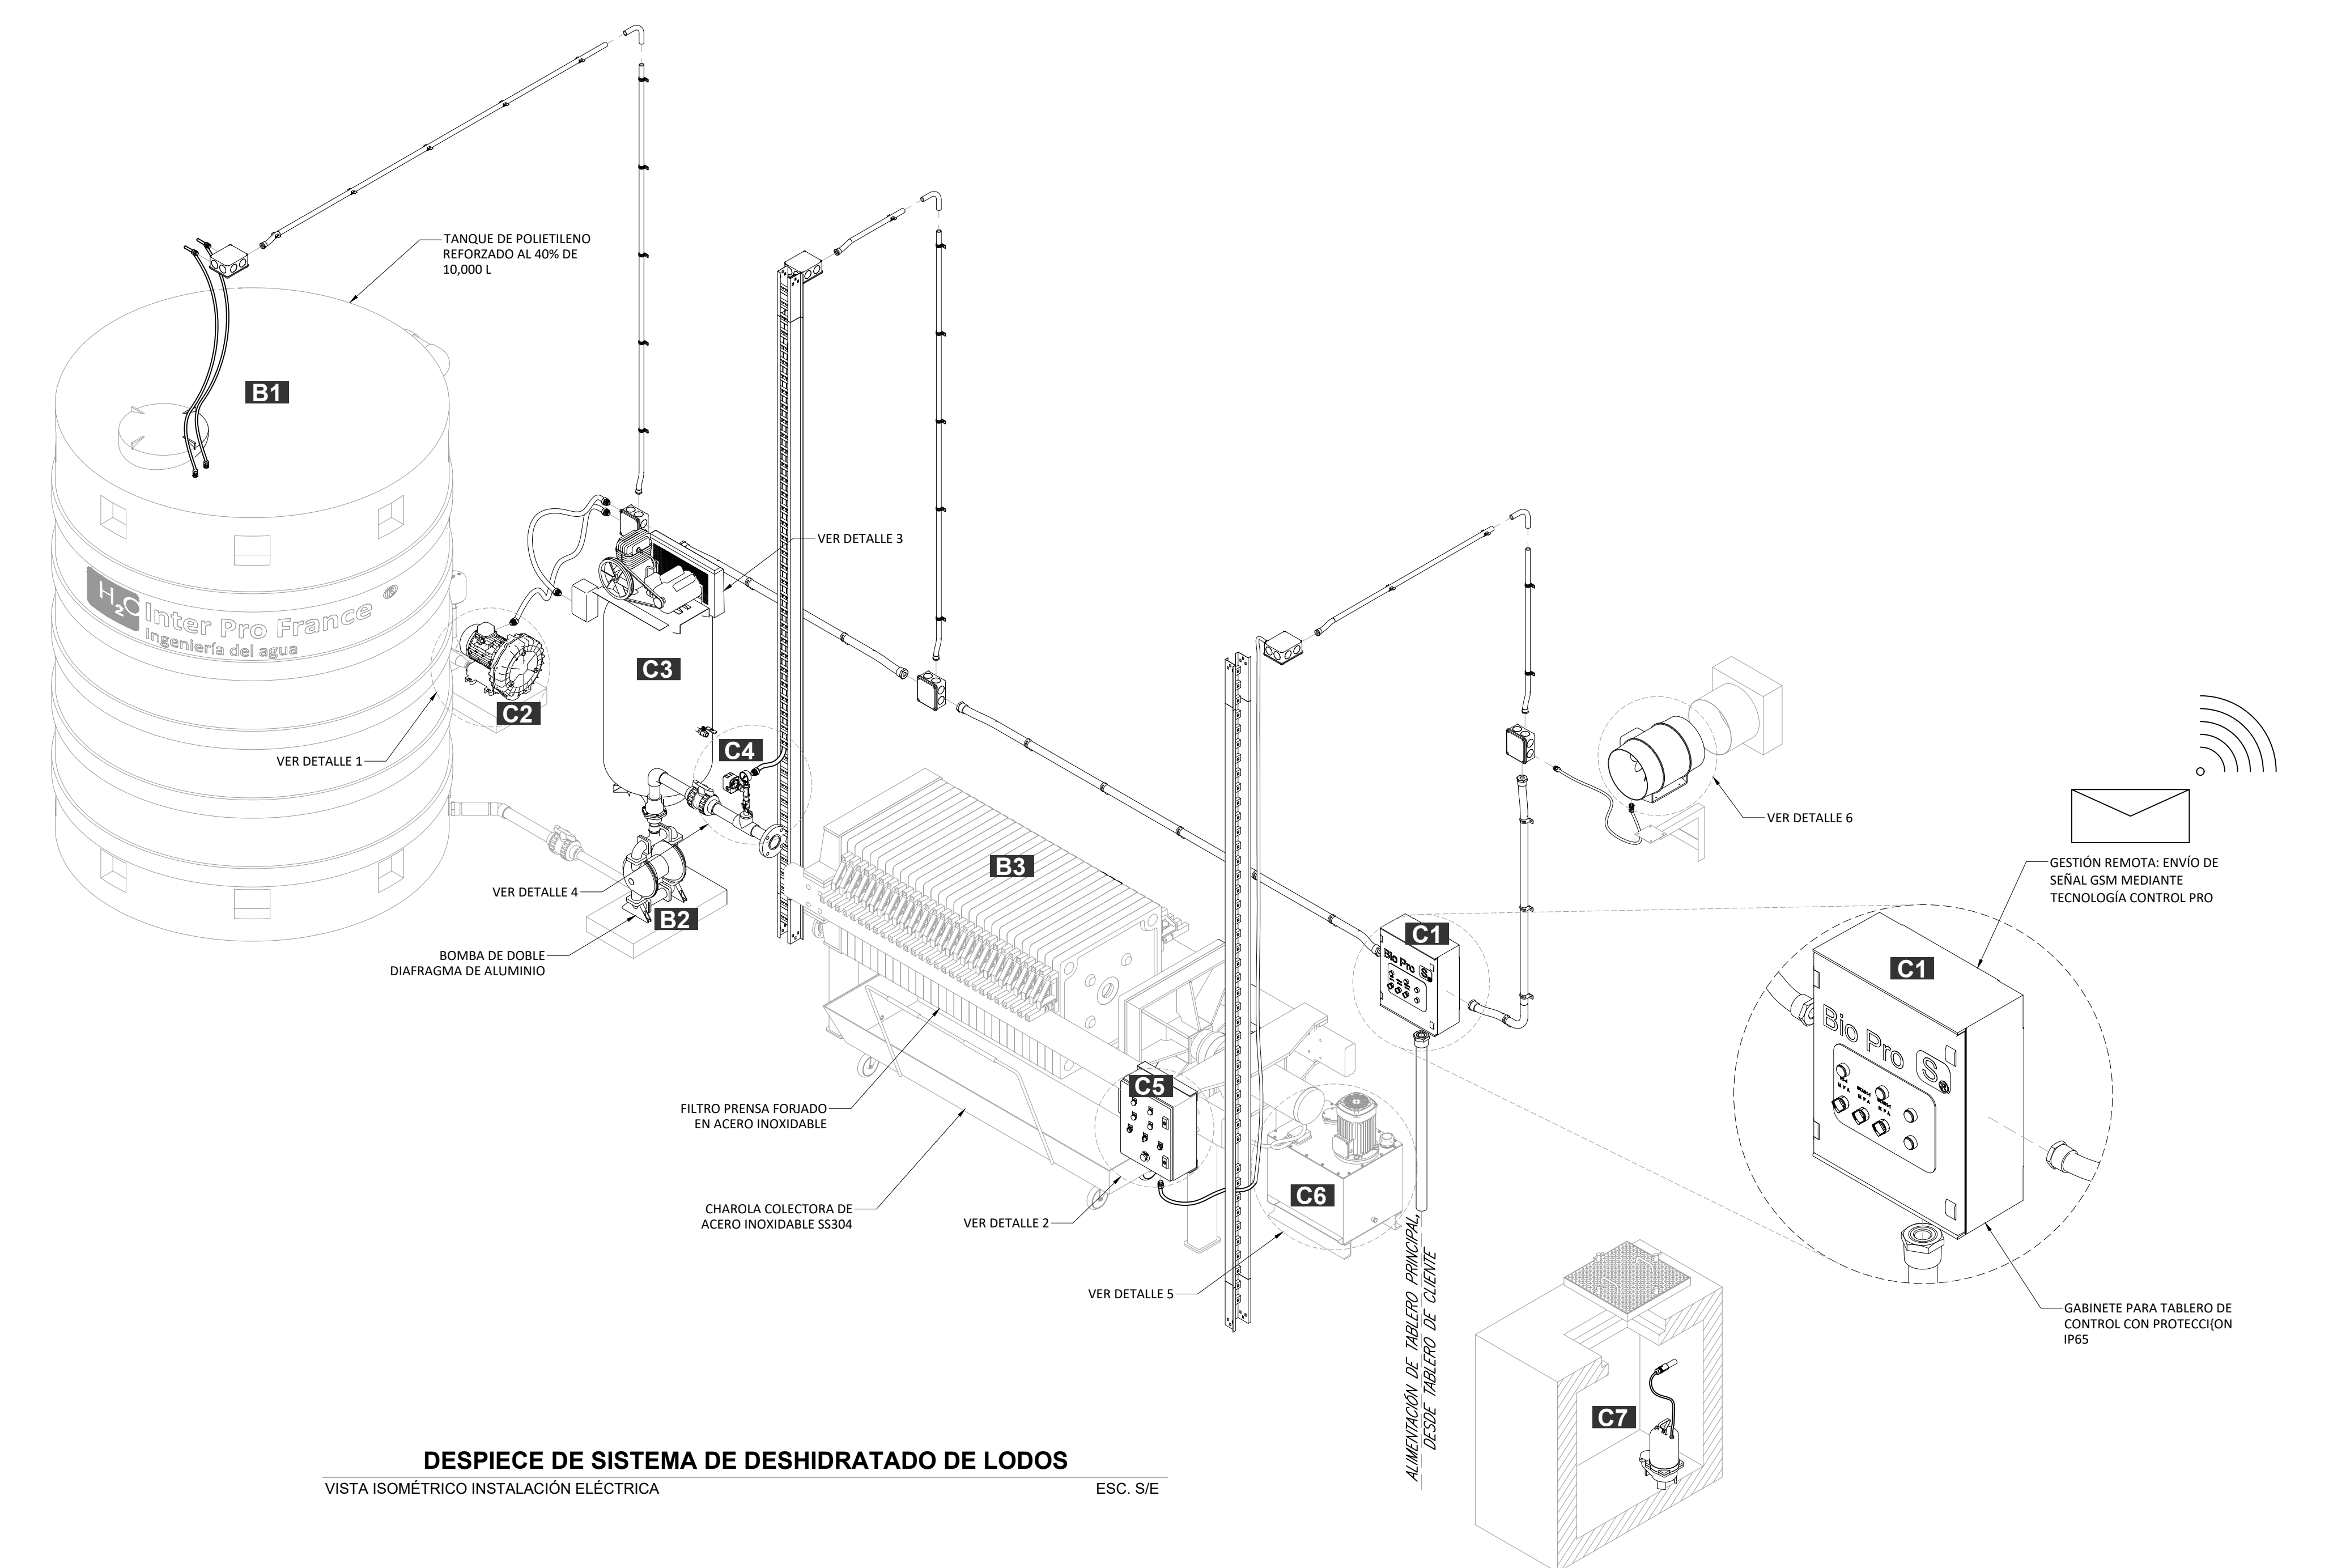 TANQUE DE POLIETILENO
REFORZADO AL 40% DE
10,000 L
B1
VER DETALLE 3
H2O Inter Pro France ®
Ingeniería del agua
C3
C2
C4
VER DETALLE 1
VER DETALLE 6
B3
VER DETALLE 4
B2
BOMBA DE DOBLE
DIAFRAGMA DE ALUMINIO
GESTIÓN REMOTA: ENVÍO DE
SEÑAL GSM MEDIANTE
TECNOLOGÍA CONTROL PRO
C1
Bio Pro S
C1
Bio Pro S®
C5
FILTRO PRENSA FORJADO
EN ACERO INOXIDABLE
C6
CHAROLA COLECTORA DE
ACERO INOXIDABLE SS304
VER DETALLE 2
VER DETALLE 5
ALIMENTACIÓN DE TABLERO PRINCIPAL,
DESDE TABLERO DE CLIENTE
GABINETE PARA TABLERO DE
CONTROL CON PROTECCI{ON
IP65
C7
DESPIECE DE SISTEMA DE DESHIDRATADO DE LODOS
VISTA ISOMÉTRICO INSTALACIÓN ELÉCTRICA
ESC. S/E